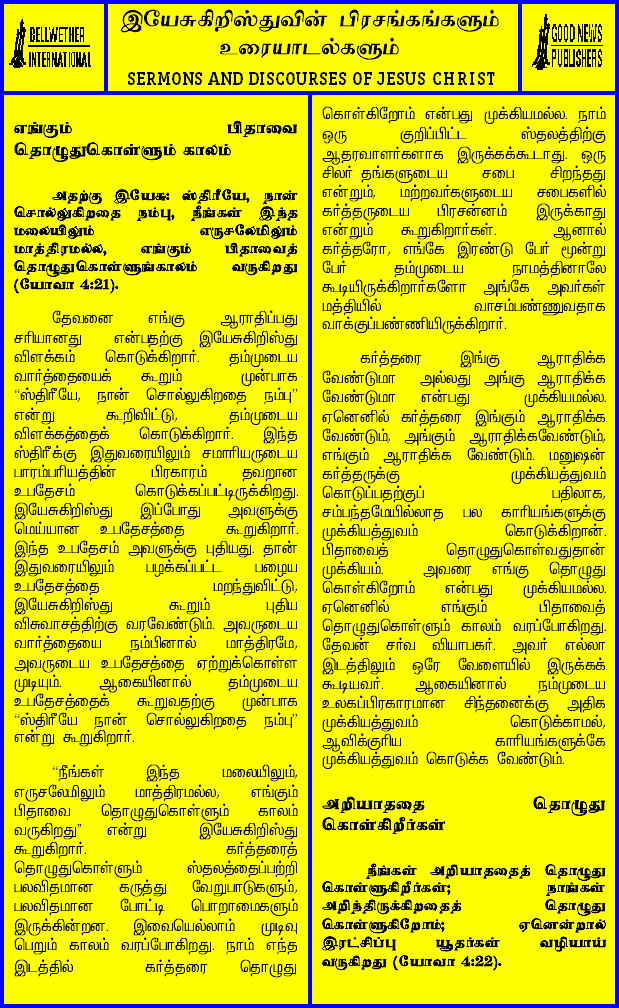 BELLWETHER
INTERNATIONAL
இயேசுகிறிஸ்துவின் பிரசங்கங்களும்
உரையாடல்களும்
SERMONS AND DISCOURSES OF JESUS CHRIST
GOOD NEWS
PUBLISHERS
எங்கும் பிதாவை
தொழுதுகொள்ளும் காலம்
அதற்கு இயேசு: ஸ்திரீயே, நான்
சொல்லுகிறதை நம்பு, நீங்கள் இந்த
மலையிலும் எருசலேமிலும்
மாத்திரமல்ல, எங்கும் பிதாவைத்
தொழுதுகொள்ளுங்காலம் வருகிறது
(யோவா 4:21).
தேவனை எங்கு ஆராதிப்பது
சரியானது என்பதற்கு இயேசுகிறிஸ்து
விளக்கம் கொடுக்கிறார். தம்முடைய
வார்த்தையைக் கூறும் முன்பாக
“ஸ்திரீயே, நான் சொல்லுகிறதை நம்பு”
என்று கூறிவிட்டு, தம்முடைய
விளக்கத்தைக் கொடுக்கிறார். இந்த
ஸ்திரீக்கு இதுவரையிலும் சமாரியருடைய
பாரம்பரியத்தின் பிரகாரம் தவறான
உபதேசம் கொடுக்கப்பட்டிருக்கிறது.
இயேசுகிறிஸ்து இப்போது அவளுக்கு
மெய்யான உபதேசத்தை கூறுகிறார்.
இந்த உபதேசம் அவளுக்கு புதியது. தான்
இதுவரையிலும் பழக்கப்பட்ட பழைய
உபதேசத்தை மறந்துவிட்டு,
இயேசுகிறிஸ்து கூறும் புதிய
விசுவாசத்திற்கு வரவேண்டும். அவருடைய
வார்த்தையை நம்பினால் மாத்திரமே,
அவருடைய உபதேசத்தை ஏற்றுக்கொள்ள
முடியும். ஆகையினால் தம்முடைய
உபதேசத்தைக் கூறுவதற்கு முன்பாக
“ஸ்திரீயே நான் சொல்லுகிறதை நம்பு”
என்று கூறுகிறார்.
“நீங்கள் இந்த மலையிலும்,
எருசலேமிலும் மாத்திரமல்ல, எங்கும்
பிதாவை தொழுதுகொள்ளும் காலம்
வருகிறது” என்று இயேசுகிறிஸ்து
கூறுகிறார். கர்த்தரைத்
தொழுதுகொள்ளும் ஸ்தலத்தைப்பற்றி
பலவிதமான கருத்து வேறுபாடுகளும்,
பலவிதமான போட்டி பொறாமைகளும்
இருக்கின்றன. இவையெல்லாம் முடிவு
பெறும் காலம் வரப்போகிறது. நாம் எந்த
இடத்தில் கர்த்தரை தொழுது
கொள்கிறோம் என்பது முக்கியமல்ல. நாம்
ஒரு குறிப்பிட்ட ஸ்தலத்திற்கு
ஆதரவாளர்களாக இருக்கக்கூடாது. ஒரு
சிலர் தங்களுடைய சபை சிறந்தது
என்றும், மற்றவர்களுடைய சபைகளில்
கர்த்தருடைய பிரசன்னம் இருக்காது
என்றும் கூறுகிறார்கள். ஆனால்
கர்த்தரோ, எங்கே இரண்டு பேர் மூன்று
பேர் தம்முடைய நாமத்தினாலே
கூடியிருக்கிறார்களோ அங்கே அவர்கள்
மத்தியில் வாசம்பண்ணுவதாக
வாக்குப்பண்ணியிருக்கிறார்.
கர்த்தரை இங்கு ஆராதிக்க
வேண்டுமா அல்லது அங்கு ஆராதிக்க
வேண்டுமா என்பது முக்கியமல்ல.
ஏனெனில் கர்த்தரை இங்கும் ஆராதிக்க
வேண்டும், அங்கும் ஆராதிக்கவேண்டும்,
எங்கும் ஆராதிக்க வேண்டும். மனுஷன்
கர்த்தருக்கு முக்கியத்துவம்
கொடுப்பதற்குப் பதிலாக,
சம்பந்தமேயில்லாத பல காரியங்களுக்கு
முக்கியத்துவம் கொடுக்கிறான்.
பிதாவைத் தொழுதுகொள்வதுதான்
முக்கியம். அவரை எங்கு தொழுது
கொள்கிறோம் என்பது முக்கியமல்ல.
ஏனெனில் எங்கும் பிதாவைத்
தொழுதுகொள்ளும் காலம் வரப்போகிறது.
தேவன் சர்வ வியாபகர். அவர் எல்லா
இடத்திலும் ஒரே வேளையில் இருக்கக்
கூடியவர். ஆகையினால் நம்முடைய
உலகப்பிரகாரமான சிந்தனைக்கு அதிக
முக்கியத்துவம் கொடுக்காமல்,
ஆவிக்குரிய காரியங்களுக்கே
முக்கியத்துவம் கொடுக்க வேண்டும்.
அறியாததை தொழுது
கொள்கிறீர்கள்
நீங்கள் அறியாததைத் தொழுது
கொள்ளுகிறீர்கள்; நாங்கள்
அறிந்திருக்கிறதைத் தொழுது
கொள்ளுகிறோம்; ஏனென்றால்
இரட்சிப்பு யூதர்கள் வழியாய்
வருகிறது (யோவா 4:22).